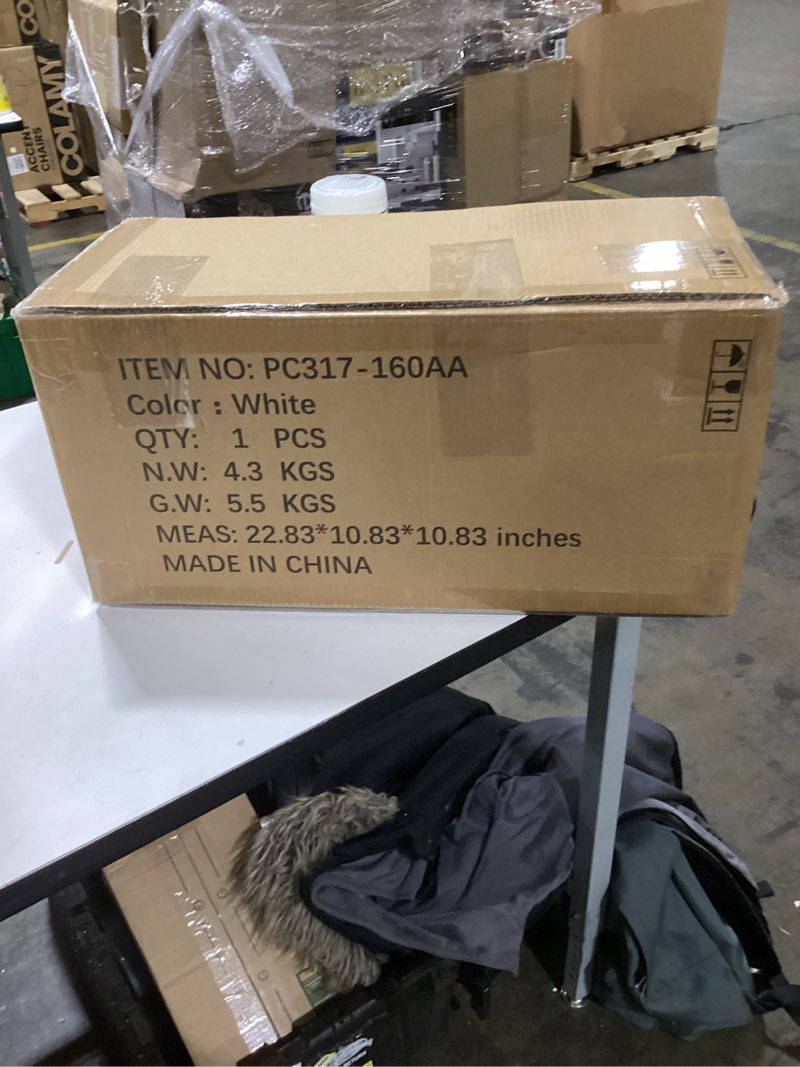 COLAMY
ACCENT
CHAIRS
ITEM NO: PC317-160AA
Color : White
QTY: 1 PCS
N.W: 4.3 KGS
G.W: 5.5 KGS
MEAS: 22.83*10.83*10.83 inches
MADE IN CHINA